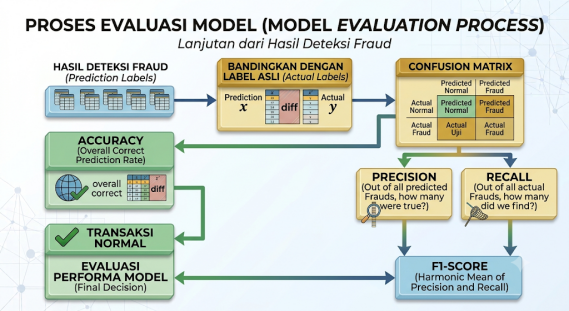 PROSES EVALUASI MODEL (MODEL EVALUATION PROCESS)
Lanjutan dari Hasil Deteksi Fraud
HASIL DETEKSI FRAUD
(Prediction Labels)
BANDINGKAN DENGAN
LABEL ASLI (Actual Labels)
Prediction
x
diff
Actual
y
CONFUSION MATRIX
Predicted
Normal
Predicted
Fraud
Actual
Normal
Predicted
Normal
Predicted
Fraud
Actual
Fraud
Actual
Uji
Actual
Fraud
ACCURACY
(Overall Correct
Prediction Rate)
overall
correct
diff
PRECISION
(Out of all predicted
Frauds, how many
were true?)
RECALL
(Out of all actual
Frauds, how many
did we find?)
TRANSAKSI
NORMAL
EVALUASI
PERFORMA MODEL
(Final Decision)
F1-SCORE
(Harmonic Mean of
Precision and Recall)